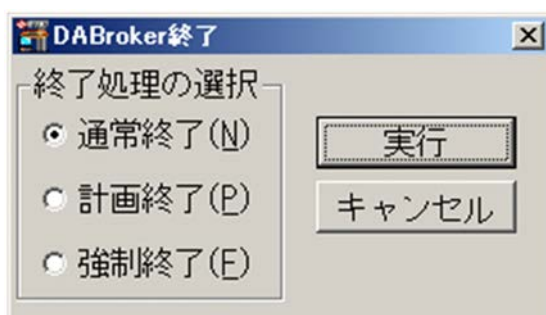 DABroker終了
終了処理の選択
通常終了(N)
計画終了(P)
強制終了(F)
実行
キャンセル